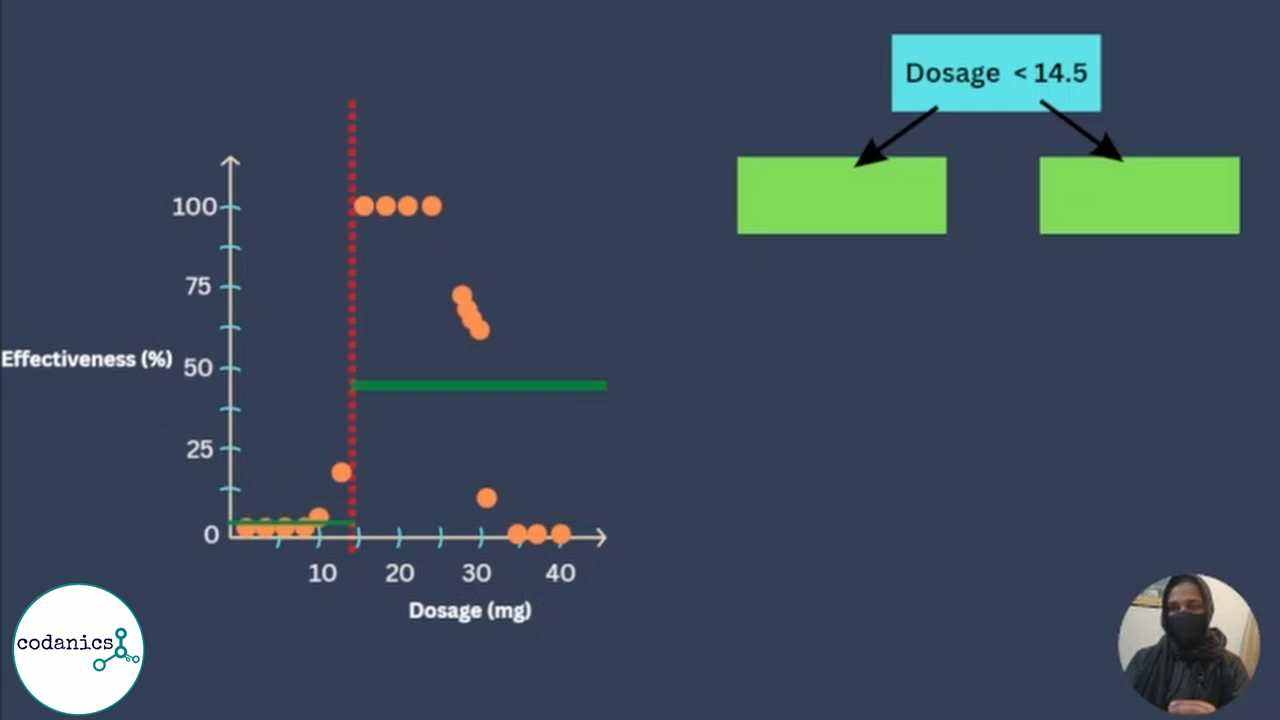 Dosage < 14.5
100
75
Effectiveness (%)
50
25
0
10 20 30 40
Dosage (mg)
codanics